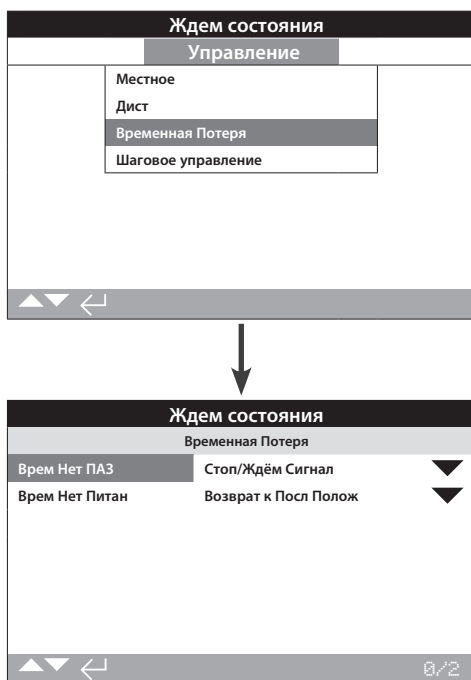 Ждем состояния
Управление
Местное
Дист
Временная Потеря
Шаговое управление
Ждем состояния
Временная Потеря
Врем Нет ПАЗ Стоп/Ждём Сигнал
Врем Нет Питан Возврат к Посл Полож
0/2